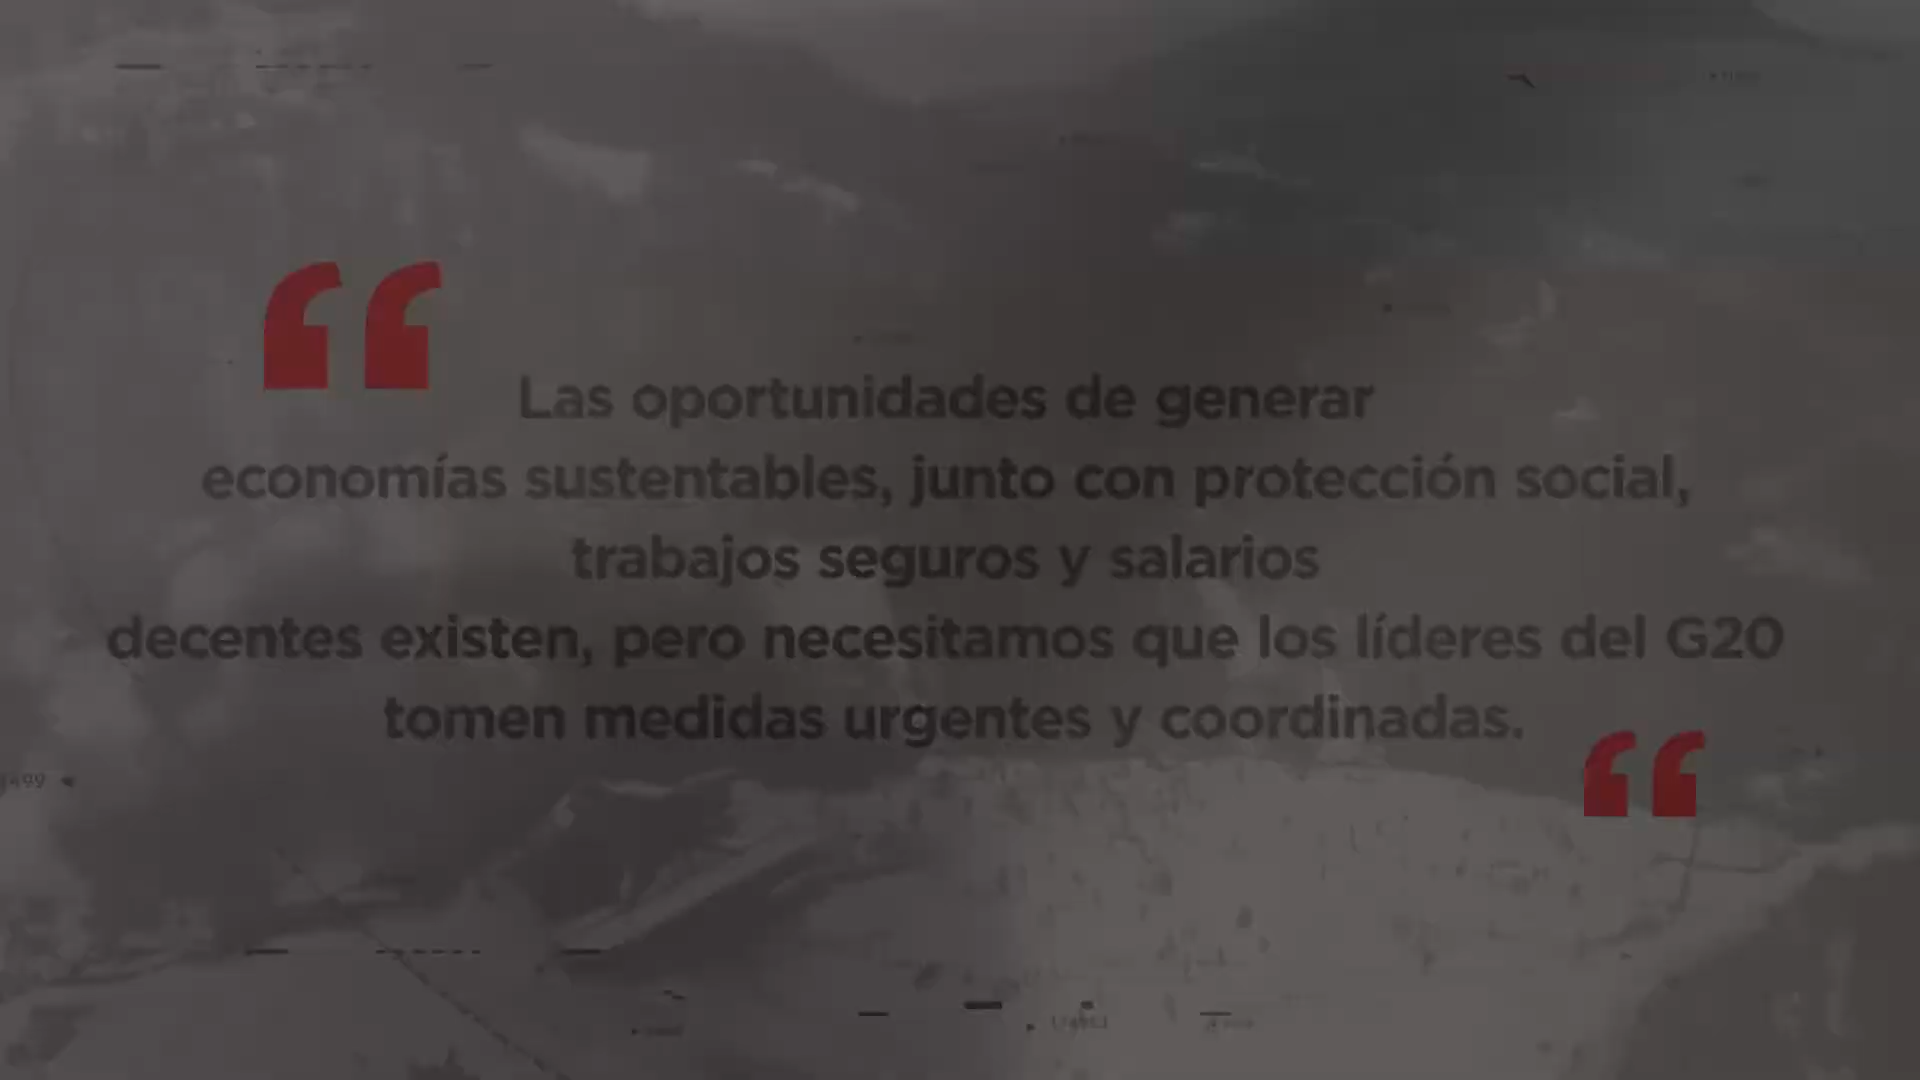 “
Las oportunidades de generar
economías sustentables, junto con protección social,
trabajos seguros y salarios
decentes existen, pero necesitamos que los líderes del G20
tomen medidas urgentes y coordinadas.
“